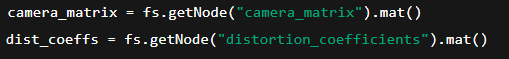 camera_matrix = fs.getNode("camera_matrix").mat()
dist_coeffs = fs.getNode("distortion_coefficients").mat()